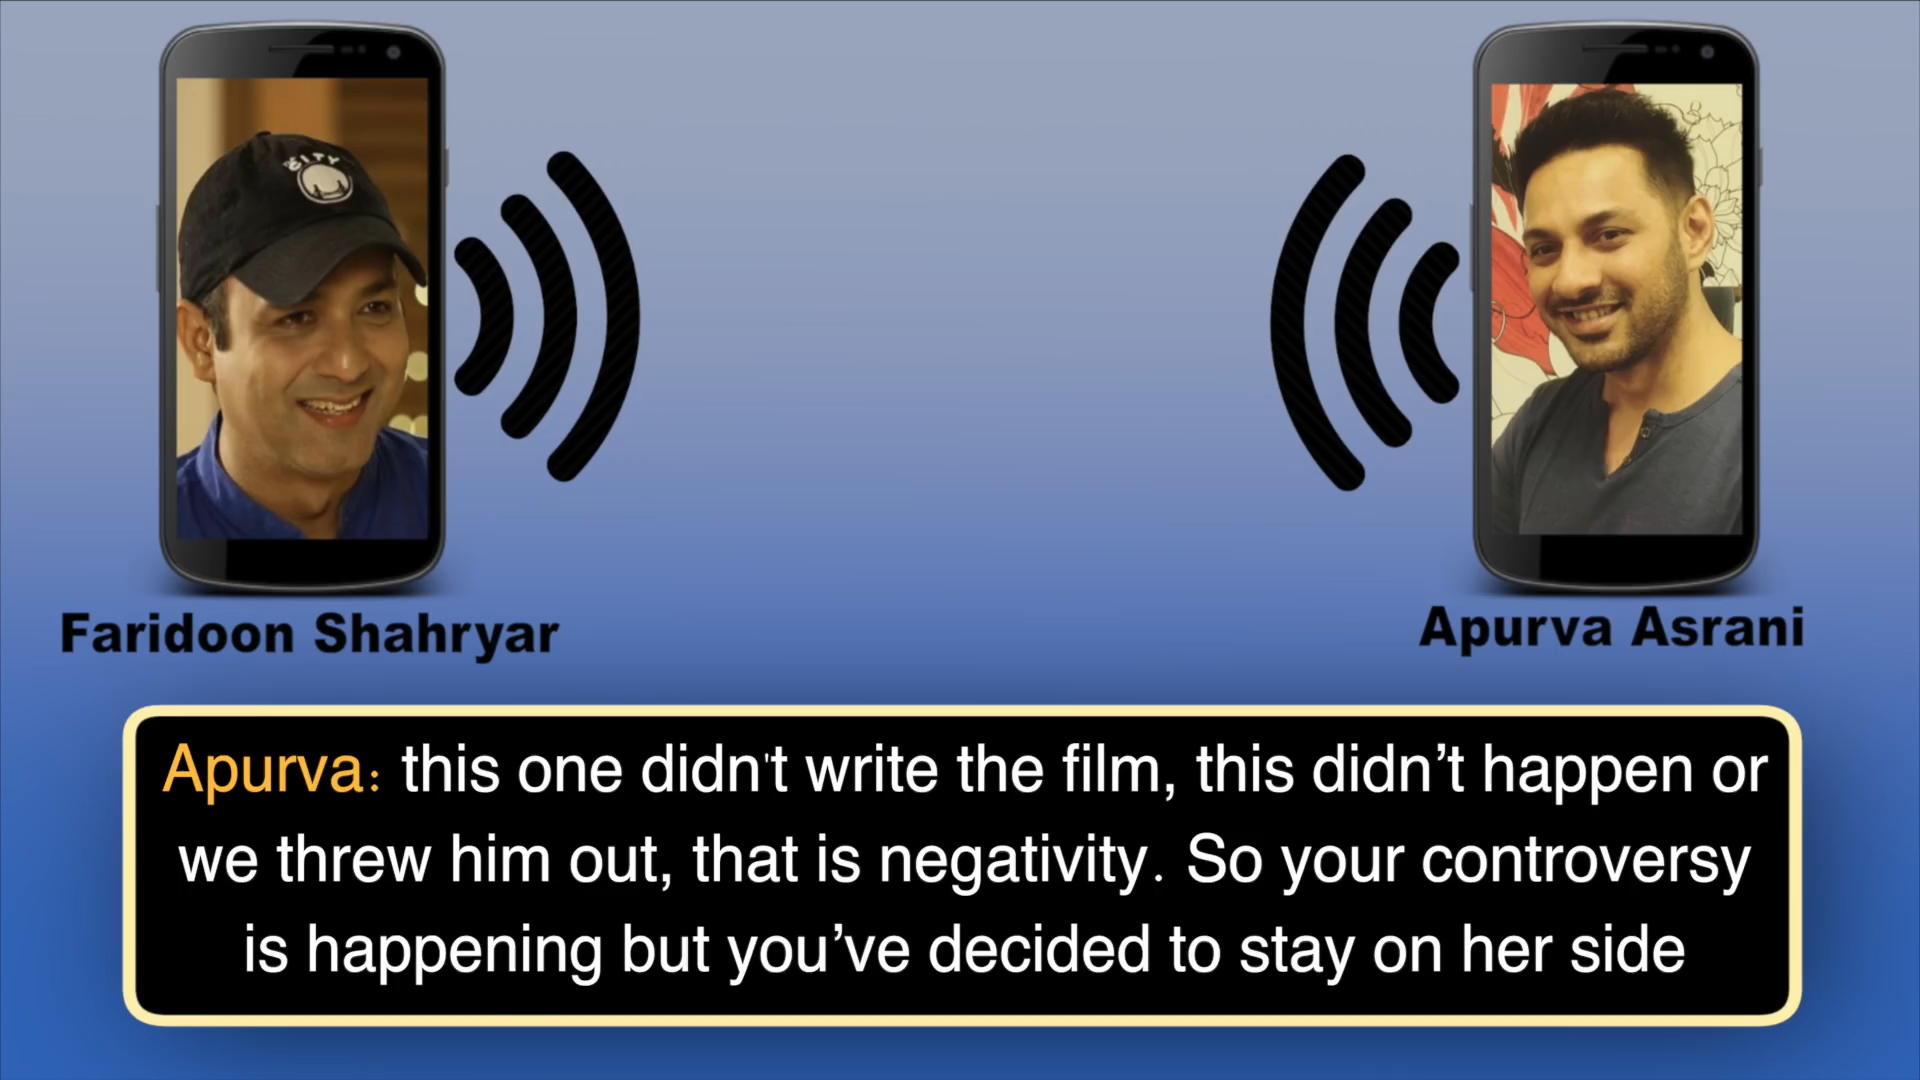 CITY
Faridoon Shahryar
Apurva Asrani
Apurva: this one didn't write the film, this didn’t happen or
we threw him out, that is negativity. So your controversy
is happening but you’ve decided to stay on her side